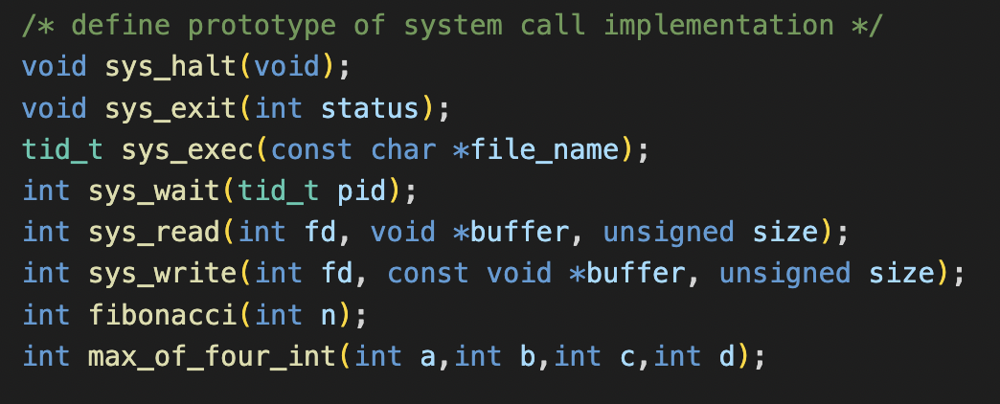 /* define prototype of system call implementation */
void sys_halt(void);
void sys_exit(int status);
tid_t sys_exec(const char *file_name);
int sys_wait(tid_t pid);
int sys_read(int fd, void *buffer, unsigned size);
int sys_write(int fd, const void *buffer, unsigned size);
int fibonacci(int n);
int max_of_four_int(int a,int b,int c,int d);